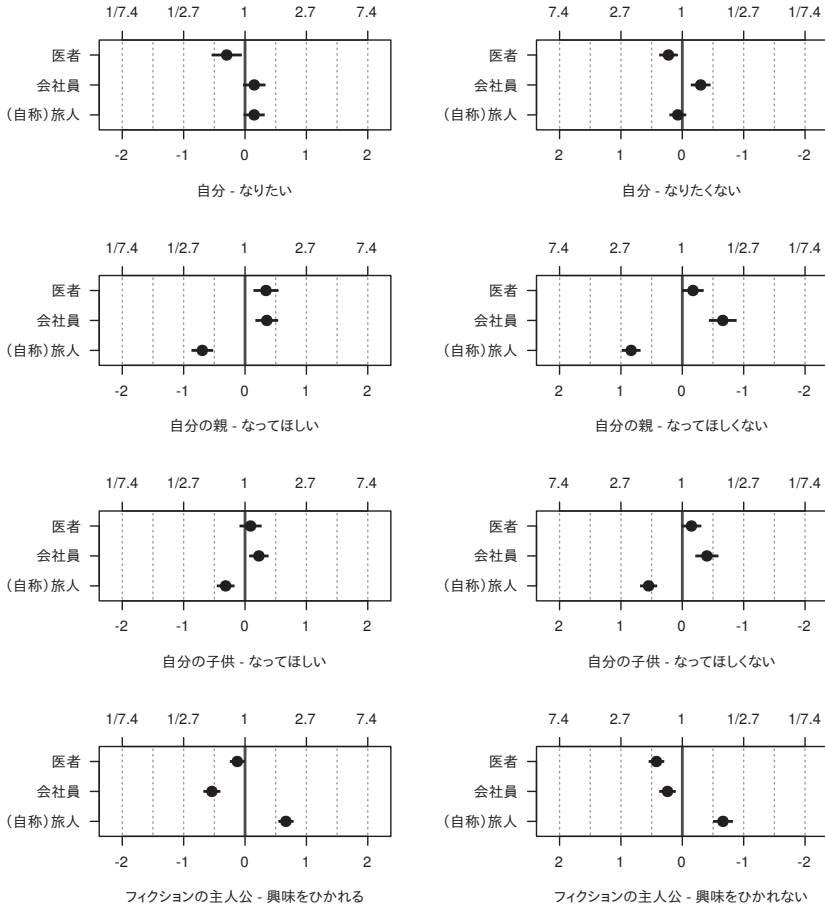 1/7.4 1/2.7 1 2.7 7.4
医者
会社員
（自称）旅人
-2 -1 0 1 2
自分 - なりたい
7.4 2.7 1 1/2.7 1/7.4
医者
会社員
（自称）旅人
2 1 0 -1 -2
自分 - なりたくない
1/7.4 1/2.7 1 2.7 7.4
医者
会社員
（自称）旅人
-2 -1 0 1 2
自分の親 - なってほしい
7.4 2.7 1 1/2.7 1/7.4
医者
会社員
（自称）旅人
2 1 0 -1 -2
自分の親 - なってほしくない
1/7.4 1/2.7 1 2.7 7.4
医者
会社員
（自称）旅人
-2 -1 0 1 2
自分の子供 - なってほしい
7.4 2.7 1 1/2.7 1/7.4
医者
会社員
（自称）旅人
2 1 0 -1 -2
自分の子供 - なってほしくない
1/7.4 1/2.7 1 2.7 7.4
医者
会社員
（自称）旅人
-2 -1 0 1 2
フィクションの主人公 - 興味をひかれる
7.4 2.7 1 1/2.7 1/7.4
医者
会社員
（自称）旅人
2 1 0 -1 -2
フィクションの主人公 - 興味をひかれない